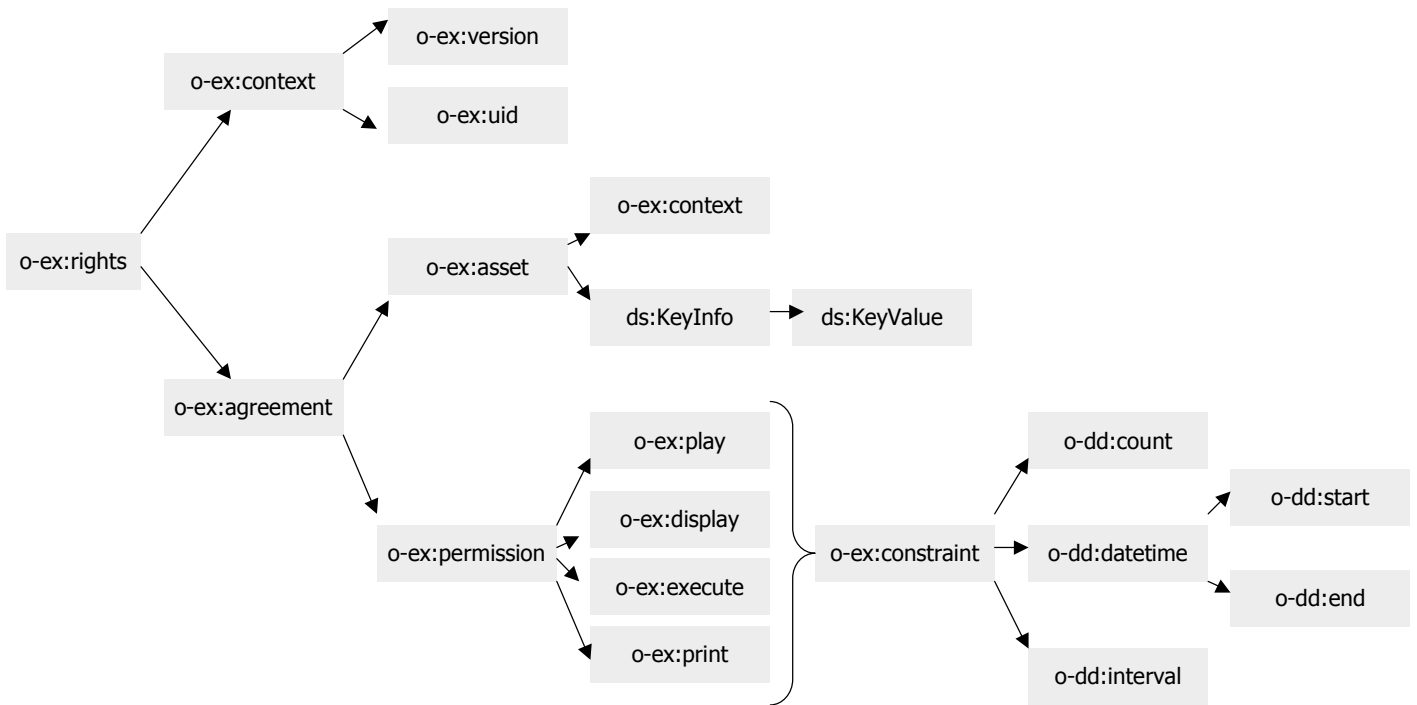 o-ex:version
o-ex:context
o-ex:uid
o-ex:context
o-ex:rights
o-ex:asset
ds:KeyInfo
ds:KeyValue
o-ex:agreement
o-ex:play
o-dd:count
o-dd:start
o-ex:display
o-ex:permission
o-ex:constraint
o-dd:datetime
o-ex:execute
o-dd:end
o-ex:print
o-dd:interval